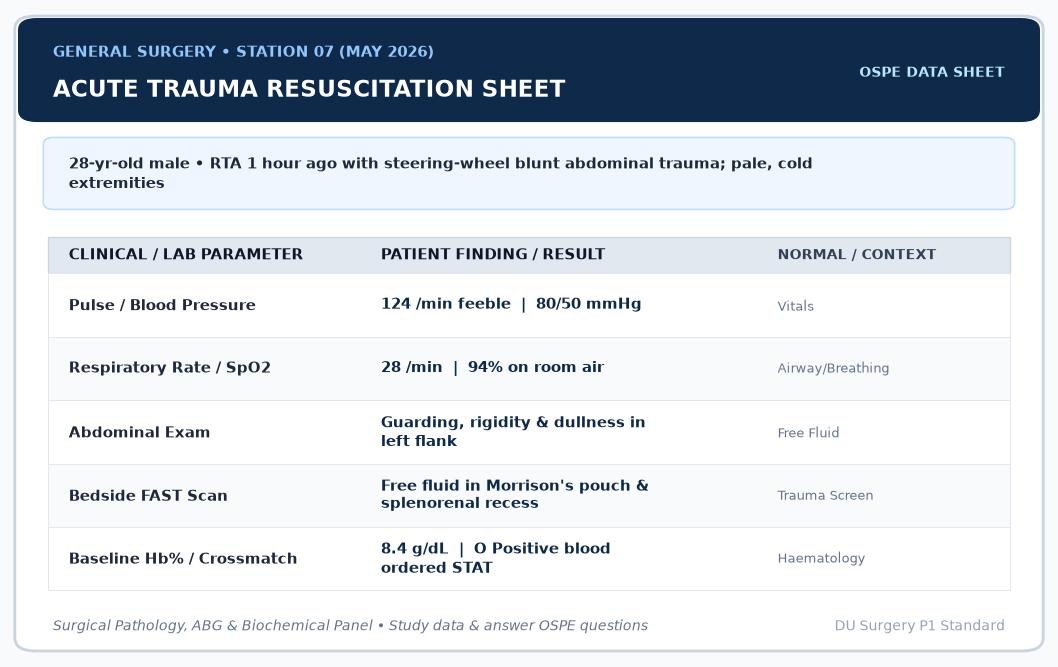 GENERAL SURGERY • STATION 07 (MAY 2026)
ACUTE TRAUMA RESUSCITATION SHEET
OSPE DATA SHEET
28-yr-old male • RTA 1 hour ago with steering-wheel blunt abdominal trauma; pale, cold
extremities
CLINICAL / LAB PARAMETER PATIENT FINDING / RESULT NORMAL / CONTEXT
Pulse / Blood Pressure 124 /min feeble | 80/50 mmHg Vitals
Respiratory Rate / SpO2 28 /min | 94% on room air Airway/Breathing
Abdominal Exam Guarding, rigidity & dullness in
left flank Free Fluid
Bedside FAST Scan Free fluid in Morrison's pouch &
splenorenal recess Trauma Screen
Baseline Hb% / Crossmatch 8.4 g/dL | O Positive blood
ordered STAT Haematology
Surgical Pathology, ABG & Biochemical Panel • Study data & answer OSPE questions
DU Surgery P1 Standard